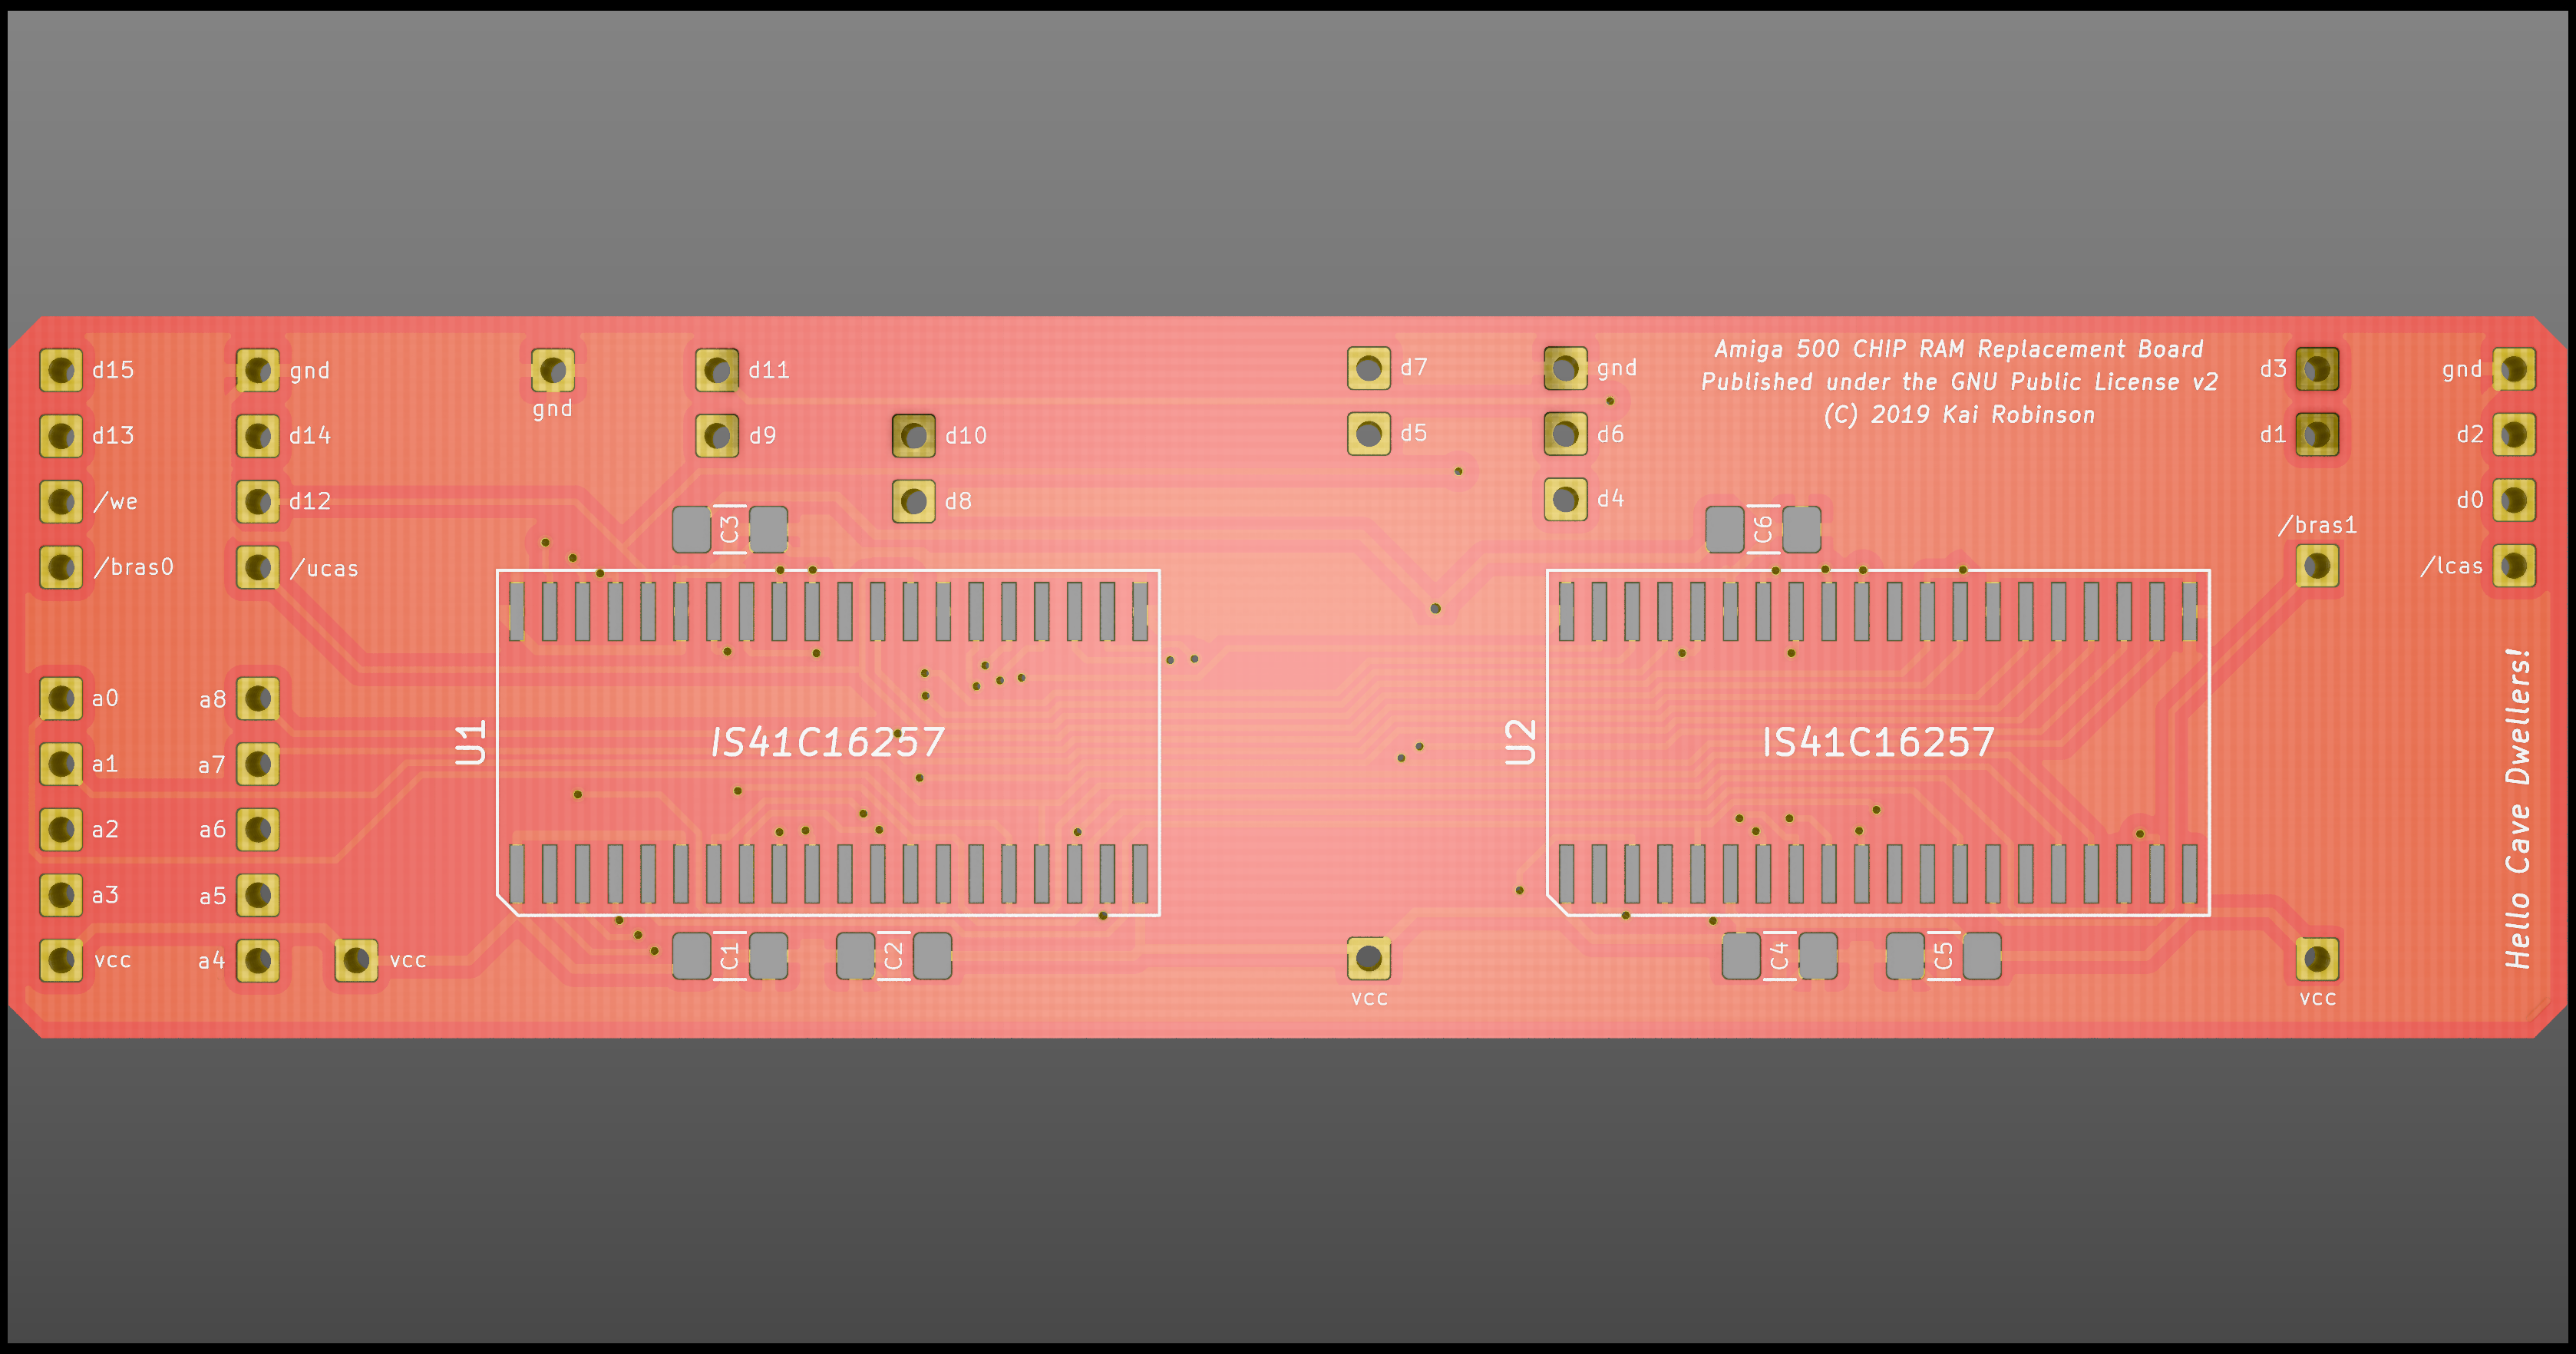 d15
gnd
gnd
d11
d7
gnd
Amiga 500 CHIP RAM Replacement Board
Published under the GNU Public License v2
(C) 2019 Kai Robinson
d3
gnd
d13
d14
d9
d10
d5
d6
d1
d2
/we
d12
C3
d8
d4
C6
d0
/bras1
/bras0
/ucas
/lcas
a0
a8
U1
IS41C16257
U2
IS41C16257
Hello Cave Dwellers!
a1
a7
a2
a6
a3
a5
vcc
a4
vcc
C1
C2
vcc
C4
C5
vcc